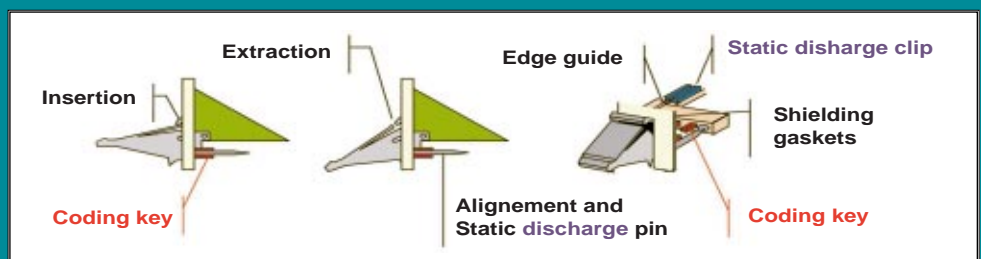 Insertion
Extraction
Edge guide
Static disharge clip
Shielding
gaskets
Coding key
Alignement and
Static discharge pin
Coding key